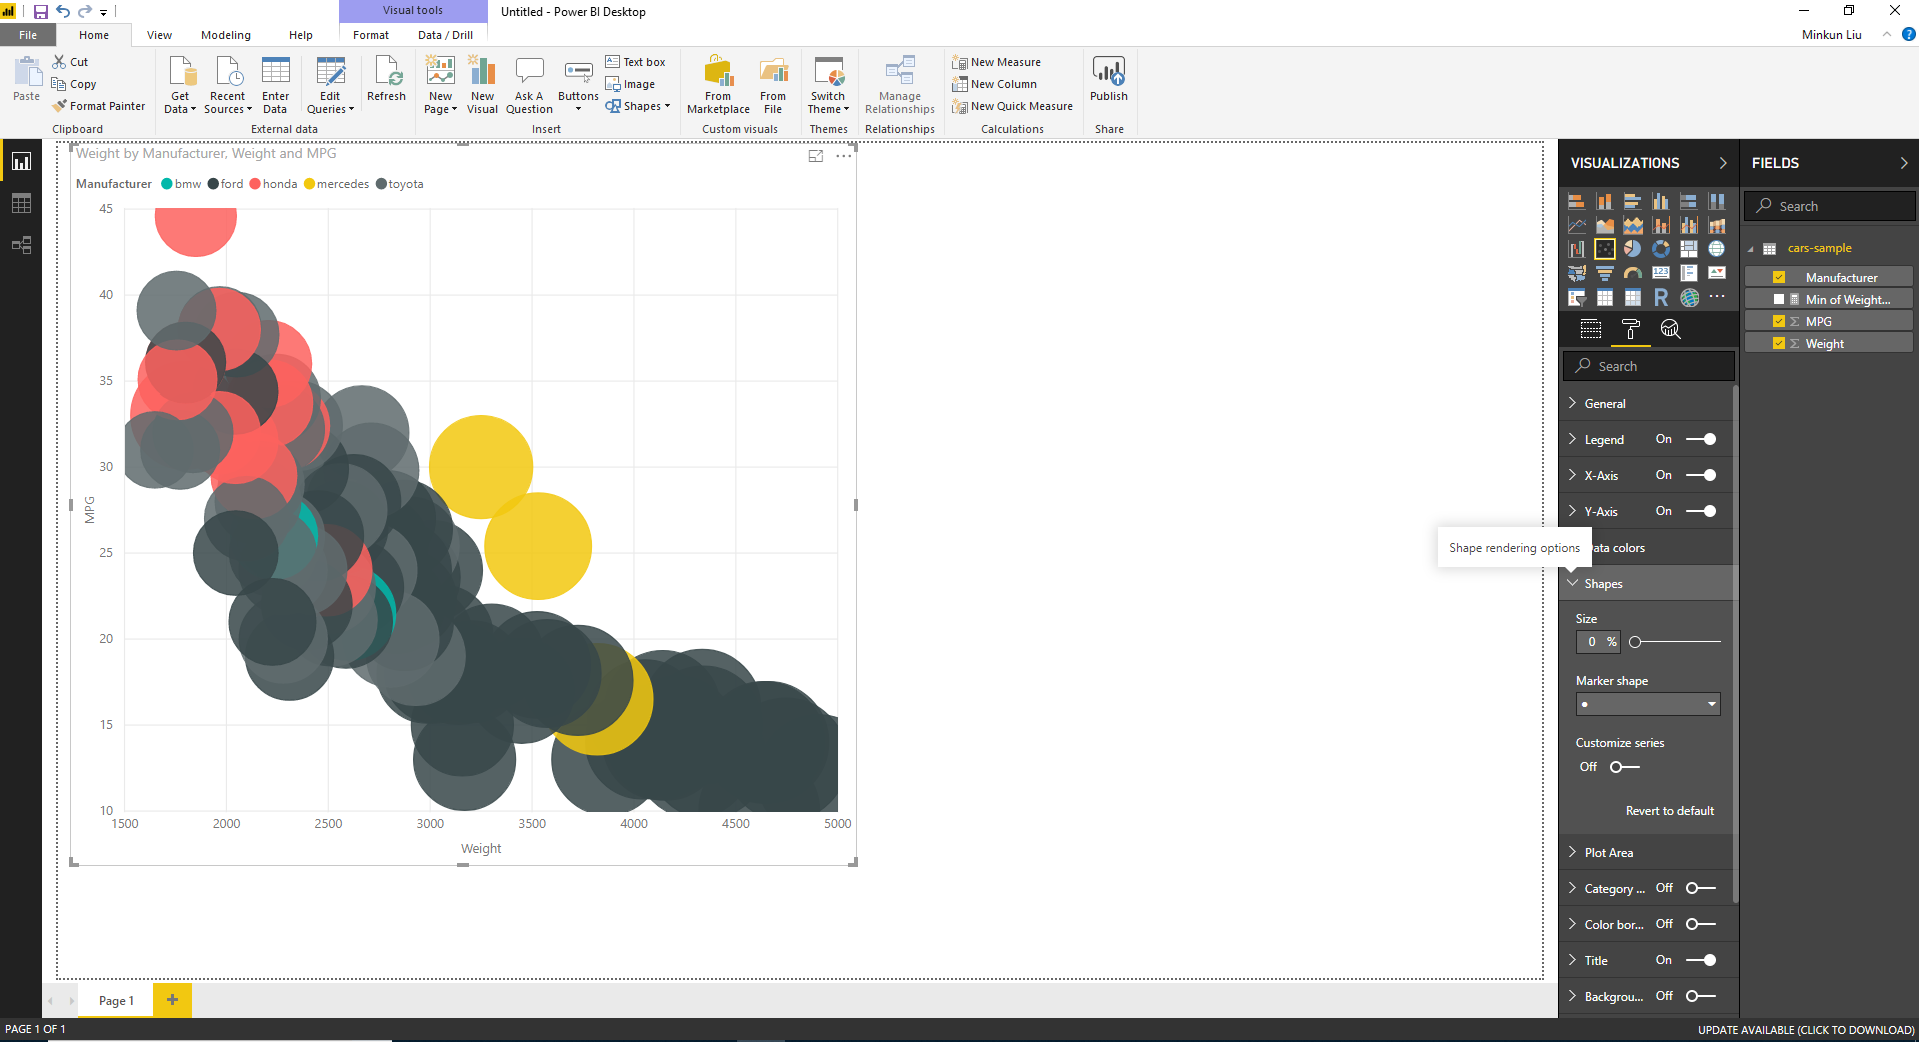 Visual tools
Untitled - Power BI Desktop
File
Home
View
Modeling
Help
Format
Data / Drill
Minkun Liu
?
Paste
Cut
Copy
Format Painter
Clipboard
Get Data
Recent Sources
Enter Data
Edit Queries
Refresh
External data
New Page
New Visual
Ask A Question
Buttons
Text box
Image
Shapes
Insert
From Marketplace
From File
Custom visuals
Switch Theme
Themes
Manage Relationships
Relationships
New Measure
New Column
New Quick Measure
Calculations
Publish
Share
Weight by Manufacturer, Weight and MPG
Manufacturer bmw ford honda mercedes toyota
45
40
35
30
25
20
15
10
MPG
1500 2000 2500 3000 3500 4000 4500 5000
Weight
VISUALIZATIONS
R
123
Search
General
Legend On
X-Axis On
Y-Axis On
Shape rendering options
ata colors
Shapes
Size
0 %
Marker shape
Customize series
Off
Revert to default
Plot Area
Category ... Off
Color bor... Off
Title On
Backgrou... Off
FIELDS
Search
cars-sample
Manufacturer
Min of Weight...
Σ MPG
Σ Weight
Page 1
+
PAGE 1 OF 1
UPDATE AVAILABLE (CLICK TO DOWNLOAD)